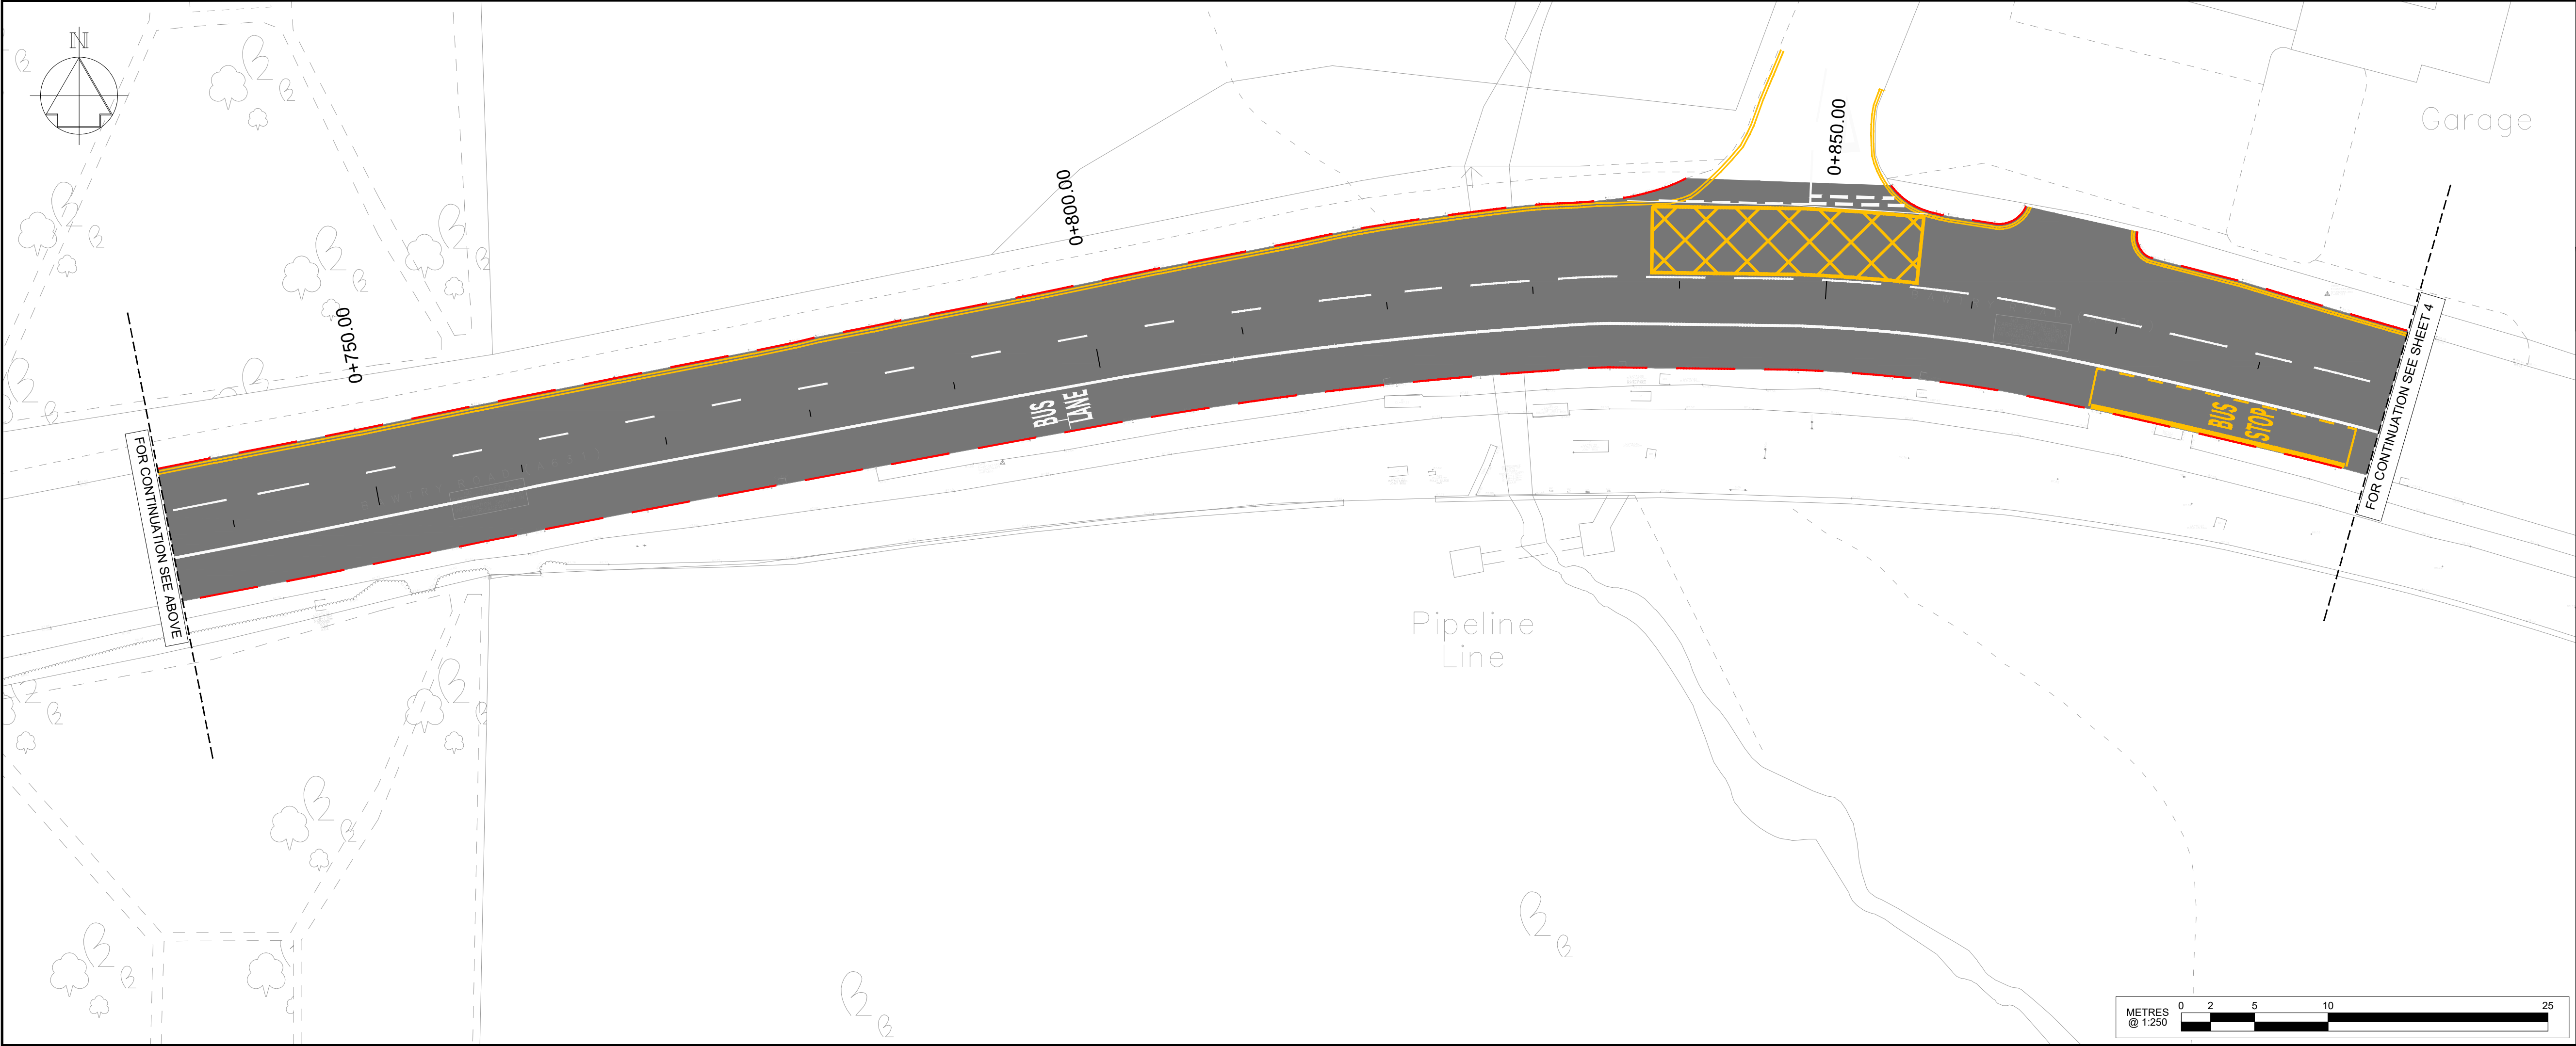 N
Garage
0+850.00
0+800.00
0+750.00
FOR CONTINUATION SEE ABOVE
FOR CONTINUATION SEE SHEET 4
BUS
LANE
BUS
STOP
Pipeline
Line
METRES
@ 1:250
0 2 5 10 25